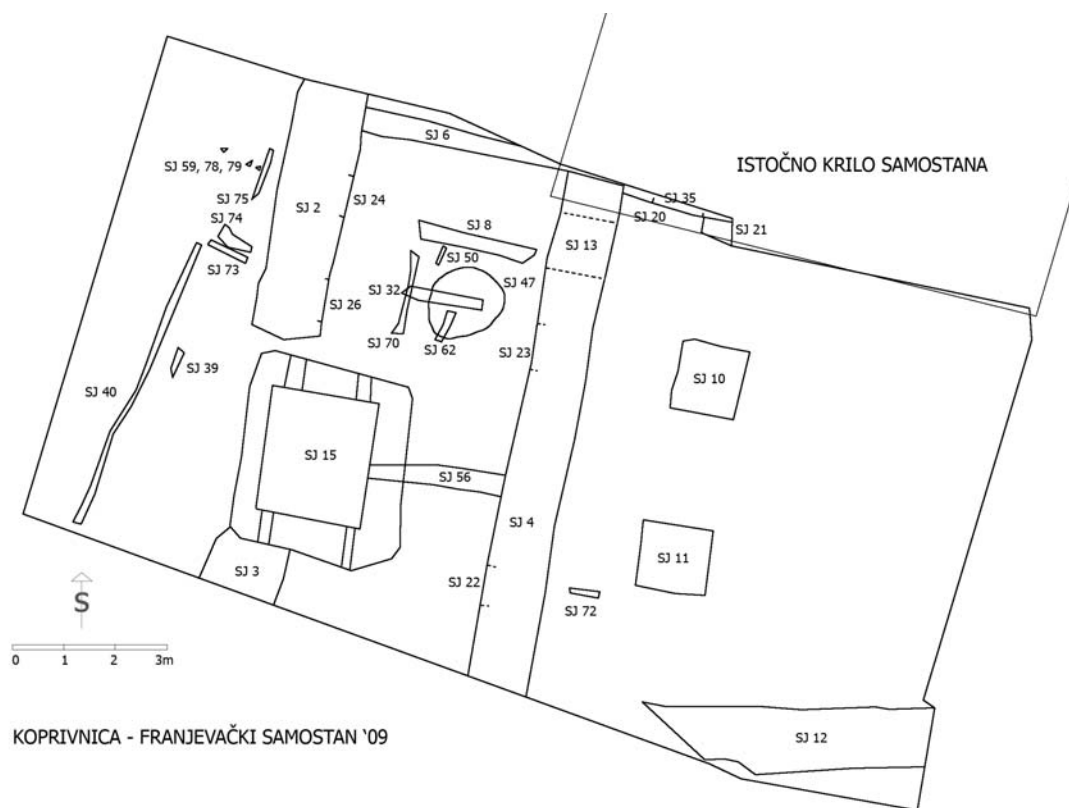 SJ 6
ISTOČNO KRILO SAMOSTANA
SJ 59, 78, 79
SJ 35
SJ 75
SJ 2
SJ 24
SJ 20
SJ 74
SJ 8
SJ 13
SJ 21
SJ 50
SJ 73
SJ 47
SJ 32
SJ 26
SJ 70
SJ 62
SJ 23
SJ 39
SJ 10
SJ 40
SJ 15
SJ 56
SJ 4
SJ 11
SJ 3
SJ 22
S
SJ 72
0 1 2 3m
KOPRIVNICA - FRANJEVAČKI SAMOSTAN '09
SJ 12